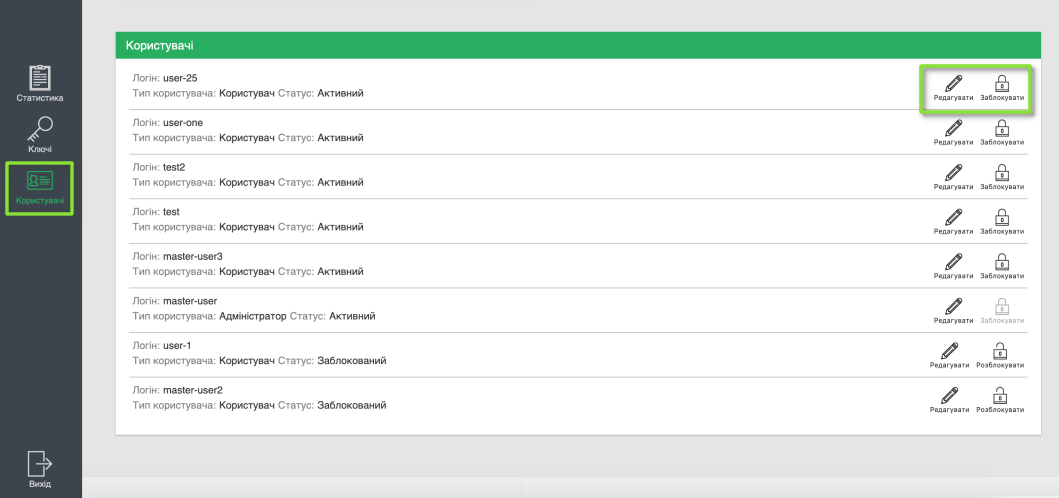 Статистика
Ключі
Користувачі
Вихід
Користувачі
Логін: user-25
Тип користувача: Користувач Статус: Активний
Редагувати Заблокувати
Логін: user-one
Тип користувача: Користувач Статус: Активний
Редагувати Заблокувати
Логін: test2
Тип користувача: Користувач Статус: Активний
Редагувати Заблокувати
Логін: test
Тип користувача: Користувач Статус: Активний
Редагувати Заблокувати
Логін: master-user3
Тип користувача: Користувач Статус: Активний
Редагувати Заблокувати
Логін: master-user
Тип користувача: Адміністратор Статус: Активний
Редагувати Заблокувати
Логін: user-1
Тип користувача: Користувач Статус: Заблокований
Редагувати Розблокувати
Логін: master-user2
Тип користувача: Користувач Статус: Заблокований
Редагувати Розблокувати